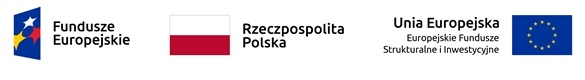 Fundusze
Europejskie
Rzeczpospolita
Polska
Unia Europejska
Europejskie Fundusze
Strukturalne i Inwestycyjne